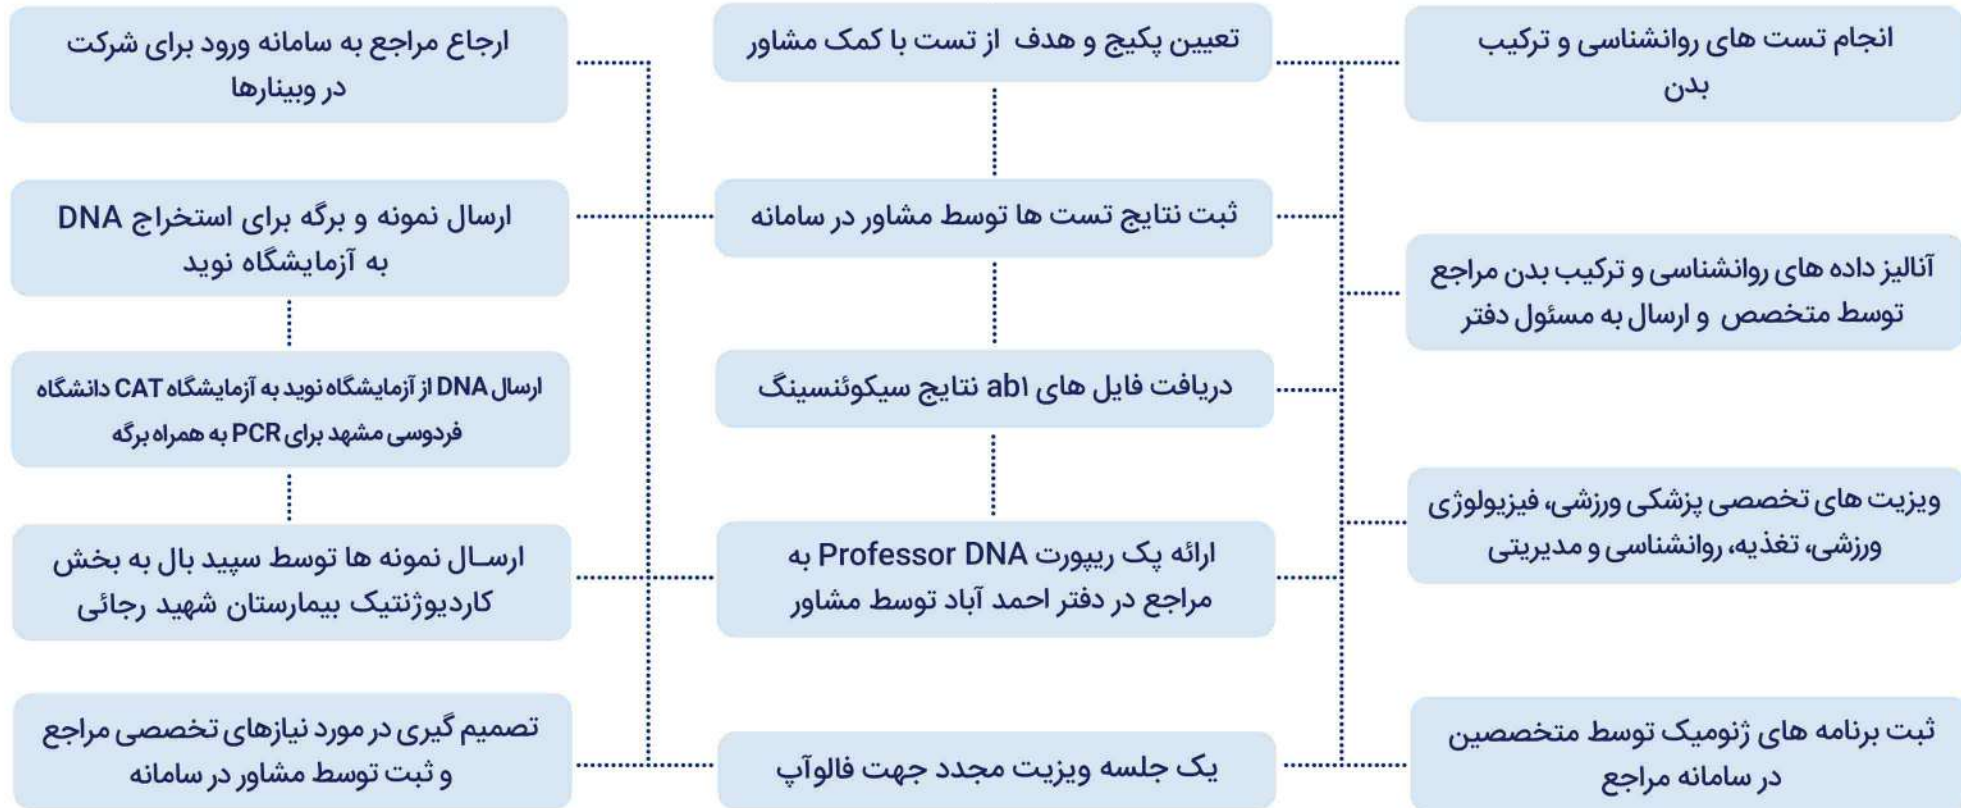 انجام تست های روانشناسی و ترکیب
بدن
تعیین پکیج و هدف از تست با کمک مشاور
ارجاع مراجع به سامانه ورود برای شرکت
در وبینارها
ثبت نتایج تست ها توسط مشاور در سامانه
ارسال نمونه و برگه برای استخراج DNA
به آزمایشگاه نوید
آنالیز داده های روانشناسی و ترکیب بدن مراجع
توسط متخصص و ارسال به مسئول دفتر
دریافت فایل های ab۱ نتایج سیکوئنسینگ
ارسال DNA از آزمایشگاه نوید به آزمایشگاه CAT دانشگاه
فردوسی مشهد برای PCR به همراه برگه
ویزیت های تخصصی پزشکی ورزشی، فیزیولوژی
ورزشی، تغذیه، روانشناسی و مدیریتی
ارائه پک ریپورت Professor DNA به
مراجع در دفتر احمد آباد توسط مشاور
ارسـال نمونه ها توسط سپید بال به بخش
کاردیوژنتیک بیمارستان شهید رجائی
ثبت برنامه های ژنومیک توسط متخصصین
در سامانه مراجع
یک جلسه ویزیت مجدد جهت فالوآپ
تصمیم گیری در مورد نیازهای تخصصی مراجع
و ثبت توسط مشاور در سامانه